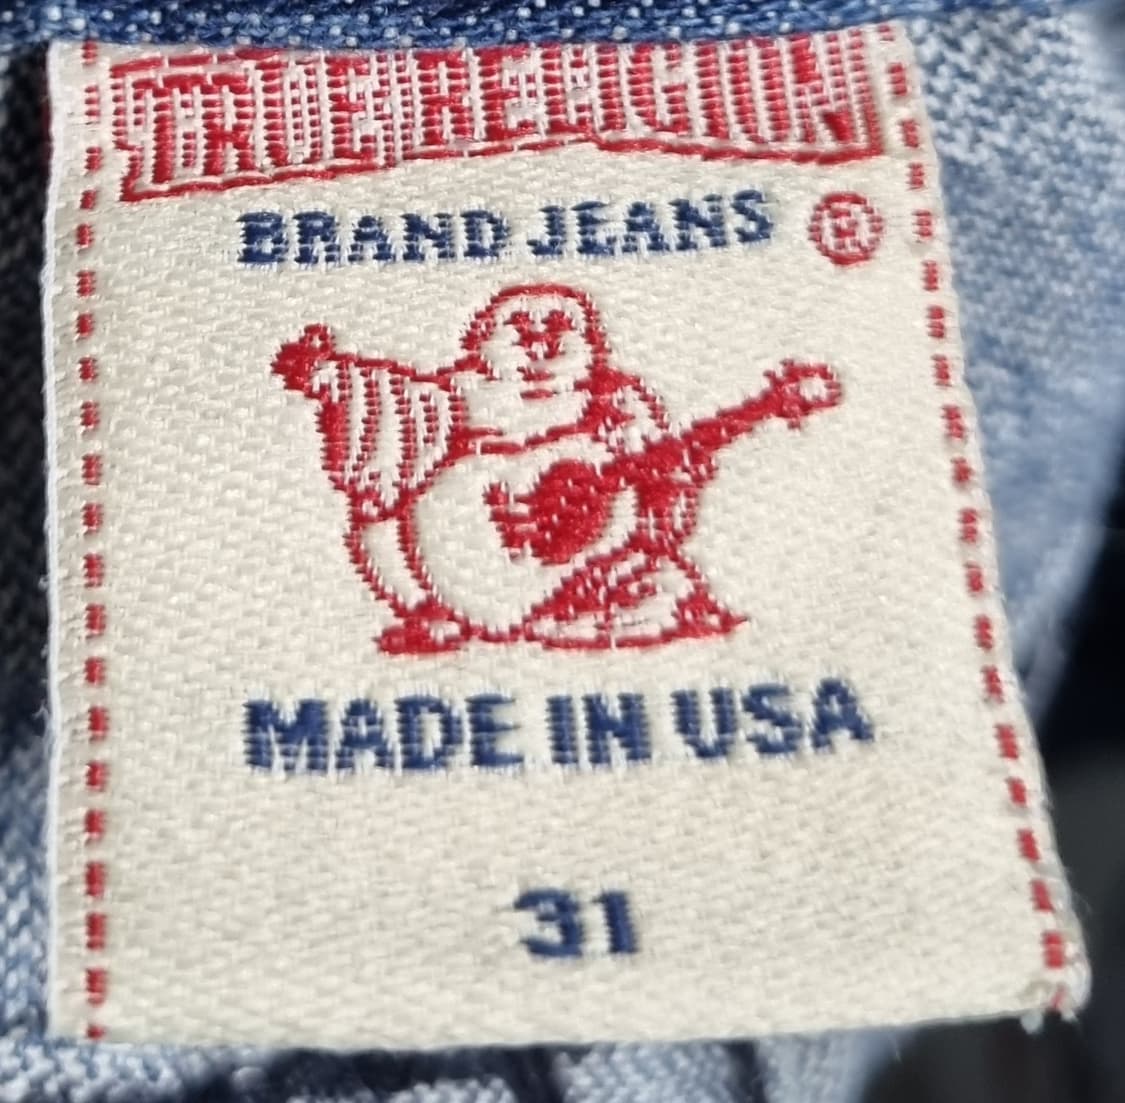 TRUE RELIGION
BRAND JEANS ®
MADE IN USA
31